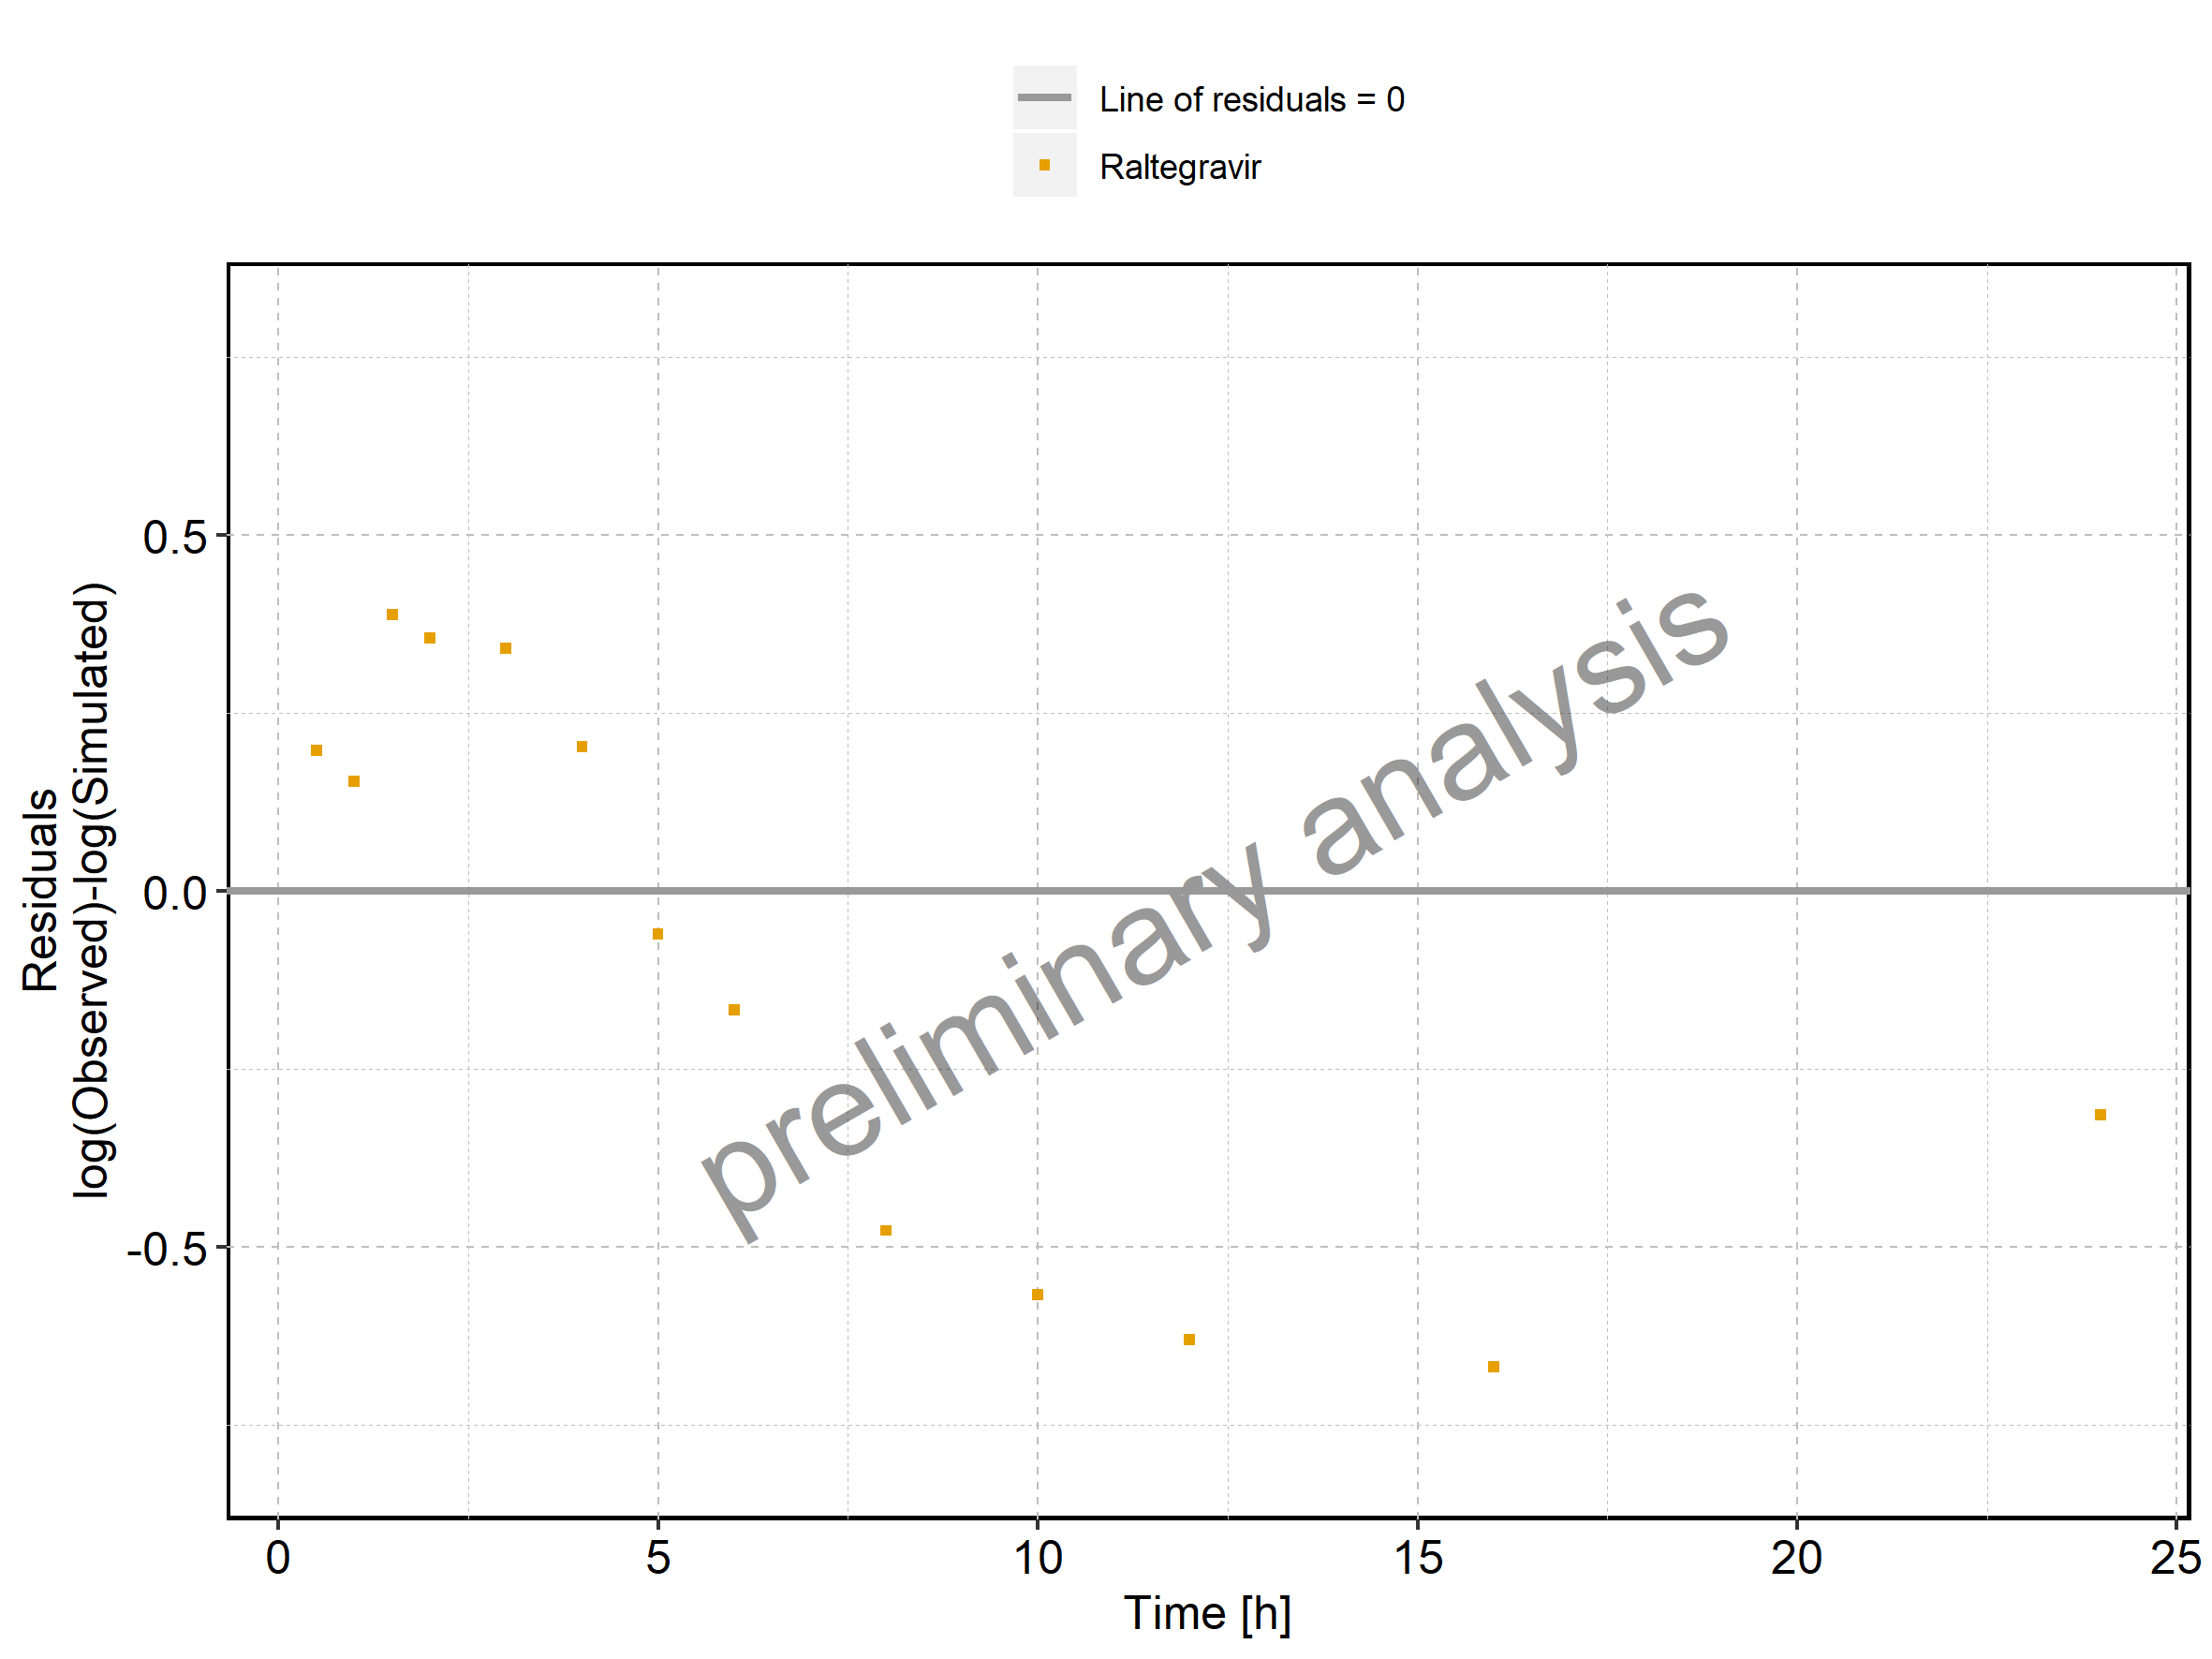 Line of residuals = 0
Raltegravir
Residuals
log(Observed)-log(Simulated)
0.5
0.0
-0.5
preliminary analysis
0 5 10 15 20 25
Time [h]